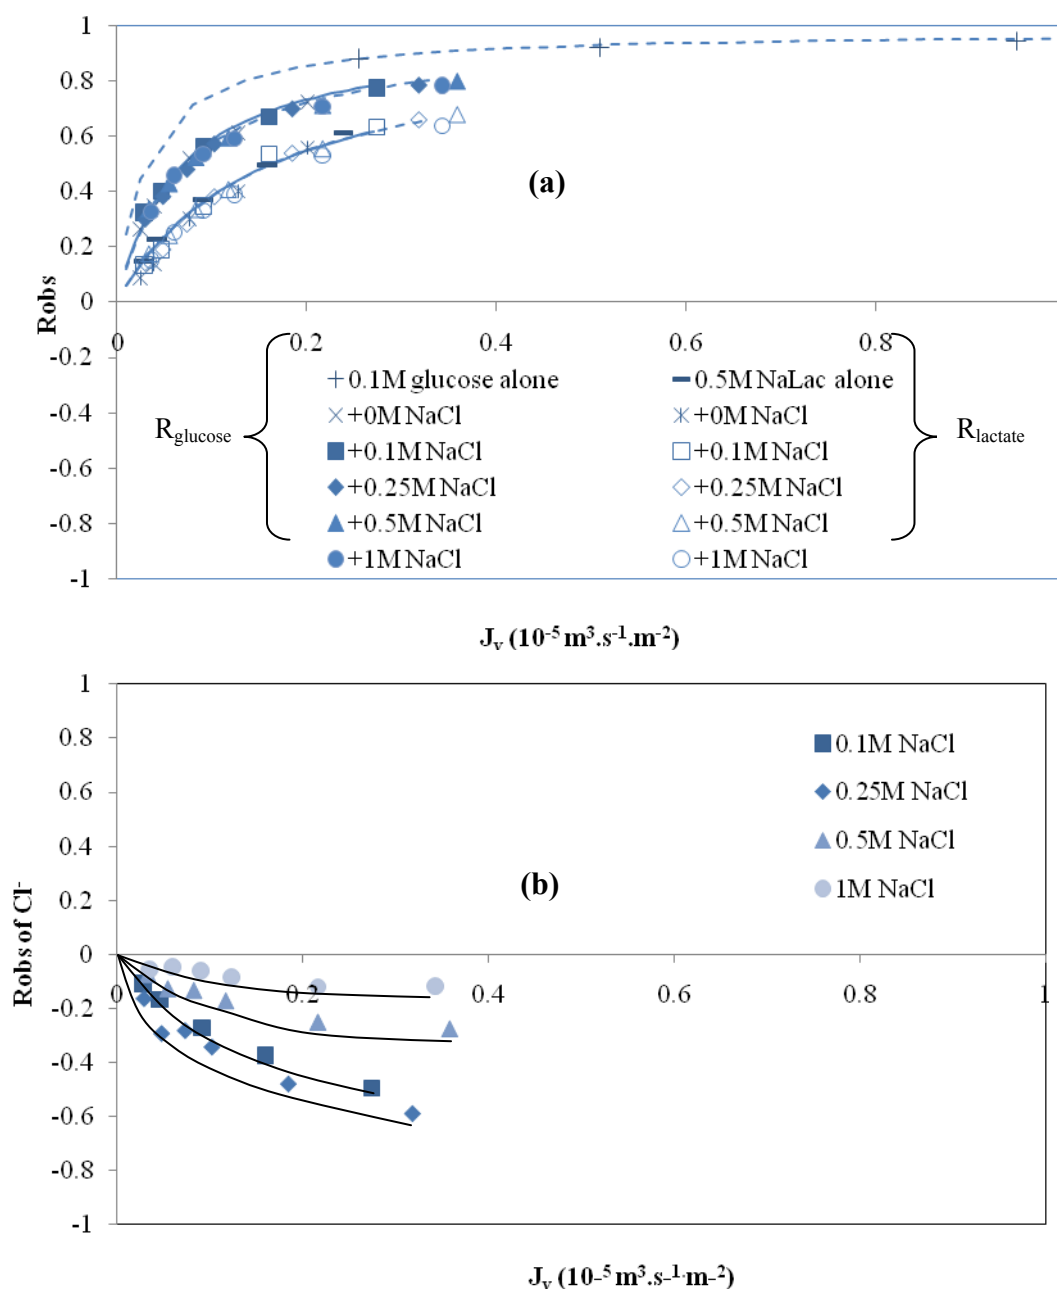 1
0.8
0.6
0.4
0.2
0
-0.2
-0.4
-0.6
-0.8
-1
Robs
(a)
0 0.2 0.4 0.6 0.8
0.1M glucose alone 0.5M NaLac alone
+0M NaCl +0M NaCl
+0.1M NaCl +0.1M NaCl
+0.25M NaCl +0.25M NaCl
+0.5M NaCl +0.5M NaCl
+1M NaCl +1M NaCl
Rglucose
Rlactate
Jv (10-5 m3.s-1.m-2)
1
0.8
0.6
0.4
0.2
0
-0.2
-0.4
-0.6
-0.8
-1
Robs of Cl-
0.1M NaCl
0.25M NaCl
0.5M NaCl
1M NaCl
(b)
0 0.2 0.4 0.6 0.8 1
Jv (10-5 m3.s-1.m-2)